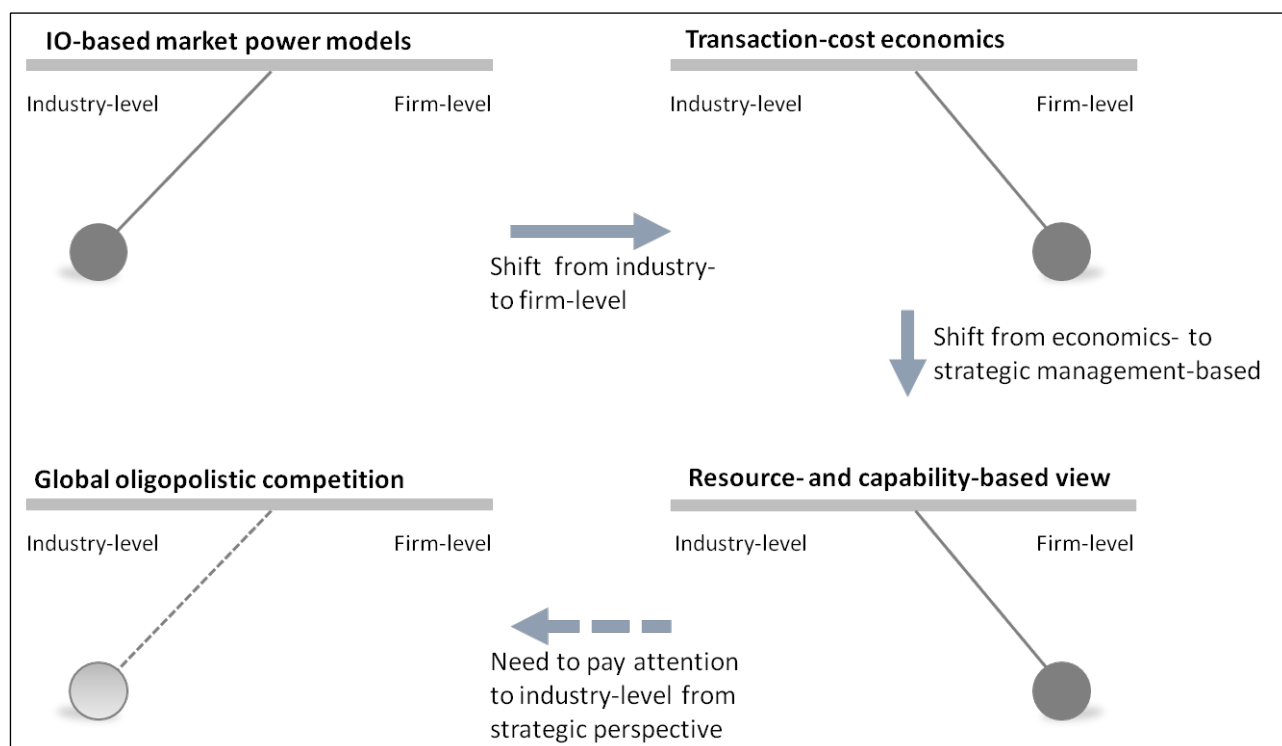 IO-based market power models
Industry-level
Firm-level
Transaction-cost economics
Industry-level
Firm-level
Shift from industry-
to firm-level
Shift from economics- to
strategic management-based
Global oligopolistic competition
Industry-level
Firm-level
Resource- and capability-based view
Industry-level
Firm-level
Need to pay attention
to industry-level from
strategic perspective